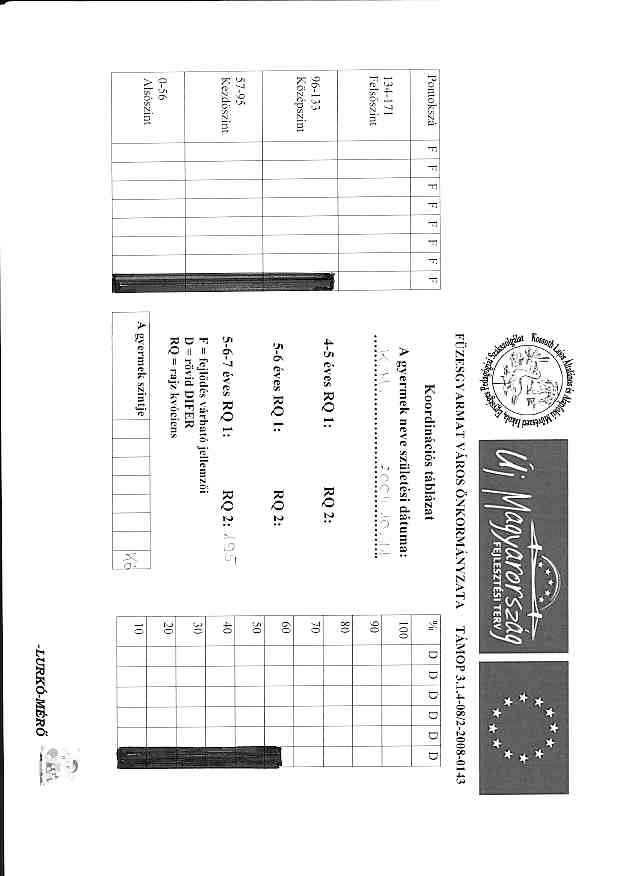 Kossuth Lajos Általános és Alapfokú Művészeti Iskola, Egységes Pedagógiai Szakszolgálat
Új Magyarország
FEJLESZTÉSI TERV
FÜZESGYARMAT VÁROS ÖNKORMÁNYZATA TÁMOP 3.1.4-08/2-2008-0143
Pontokszá F F F F F F F F
134-171
Felsőszint
96-133
Középszint
57-95
Kezdőszint
0-56
Alsószint
Koordinációs táblázat
A gyermek neve születési dátuma:
K.M.
4-5 éves RQ 1: RQ 2:
5-6 éves RQ 1: RQ 2:
5-6-7 éves RQ 1: RQ 2: 195
F = fejlődés várható jellemzői
D = rövid DIFER
RQ = rajz kvóciens
A gyermek szintje
Kö
% D D D D D D
100
90
80
70
60
50
40
30
20
10
-LURKÓ-MÉRŐ